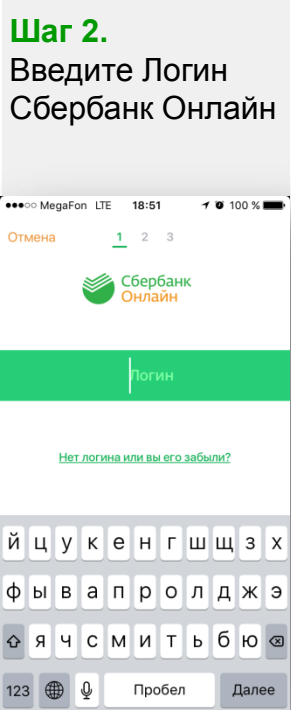 Шаг 2.
Введите Логин
Сбербанк Онлайн
MegaFon LTE 18:51 100 %
Отмена 1 2 3
Сбербанк
Онлайн
Логин
Нет логина или вы его забыли?
й ц у к е н г ш щ з х
ф ы в а п р о л д ж э
я ч с м и т ь б ю
123 Пробел Далее